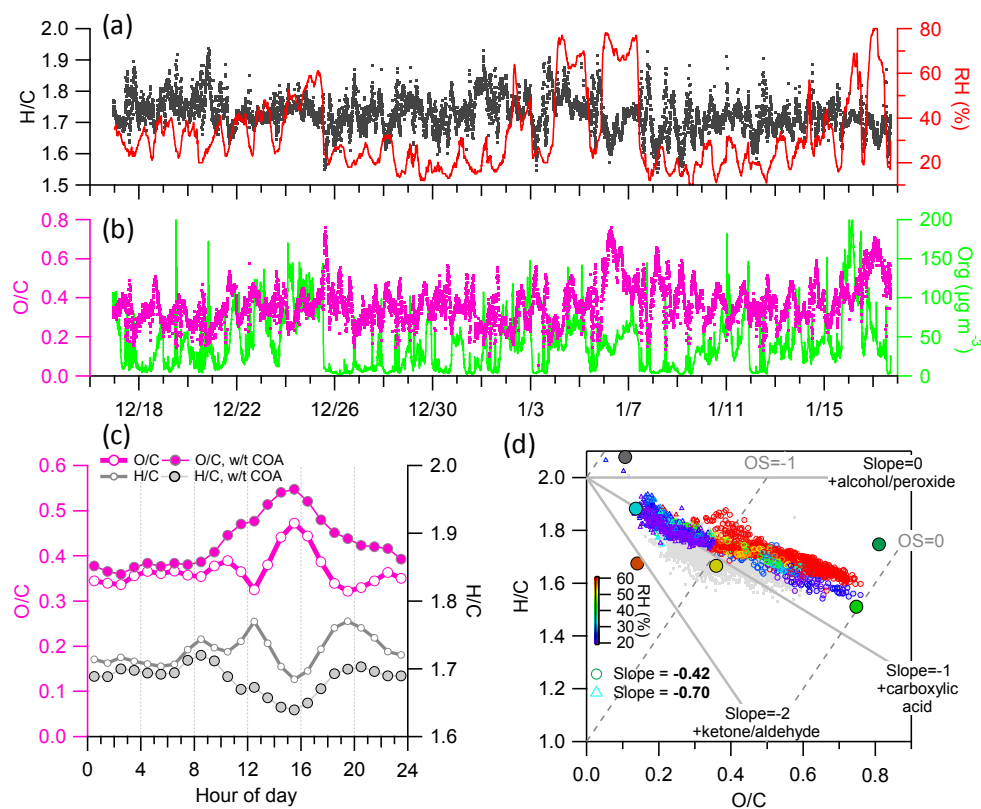 (a)
2.0
1.9
1.8
1.7
1.6
1.5
H/C
80
60
40
20
RH (%)
(b)
0.8
0.6
0.4
0.2
0.0
O/C
200
150
100
50
0
Org (µg m⁻³)
12/18
12/22
12/26
12/30
1/3
1/7
1/11
1/15
(c)
O/C
O/C, w/t COA
H/C
H/C, w/t COA
0.6
0.5
0.4
0.3
0.2
0.1
0.0
O/C
2.0
1.9
1.8
1.7
1.6
H/C
0
4
8
12
16
20
24
Hour of day
(d)
2.0
1.8
1.6
1.4
1.2
1.0
H/C
OS=-1
Slope=0
+alcohol/peroxide
OS=0
60
50
40
30
20
RH (%)
Slope = -0.42
Slope = -0.70
Slope=-1
+carboxylic
acid
Slope=-2
+ketone/aldehyde
0.0
0.2
0.4
0.6
0.8
O/C